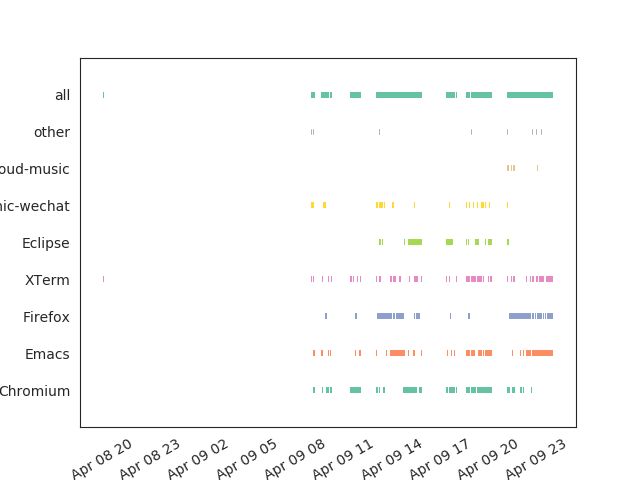 all
other
oud-music
nic-wechat
Eclipse
XTerm
Firefox
Emacs
Chromium
Apr 08 20
Apr 08 23
Apr 09 02
Apr 09 05
Apr 09 08
Apr 09 11
Apr 09 14
Apr 09 17
Apr 09 20
Apr 09 23